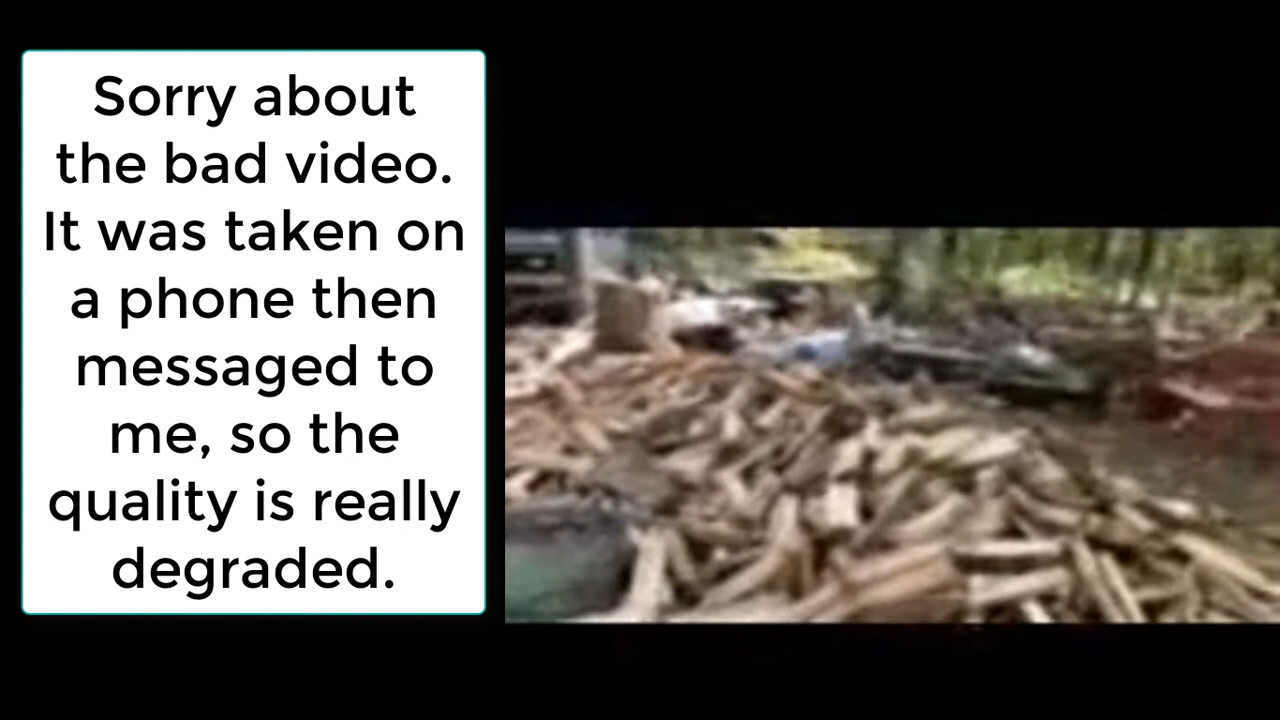 Sorry about
the bad video.
It was taken on
a phone then
messaged to
me, so the
quality is really
degraded.